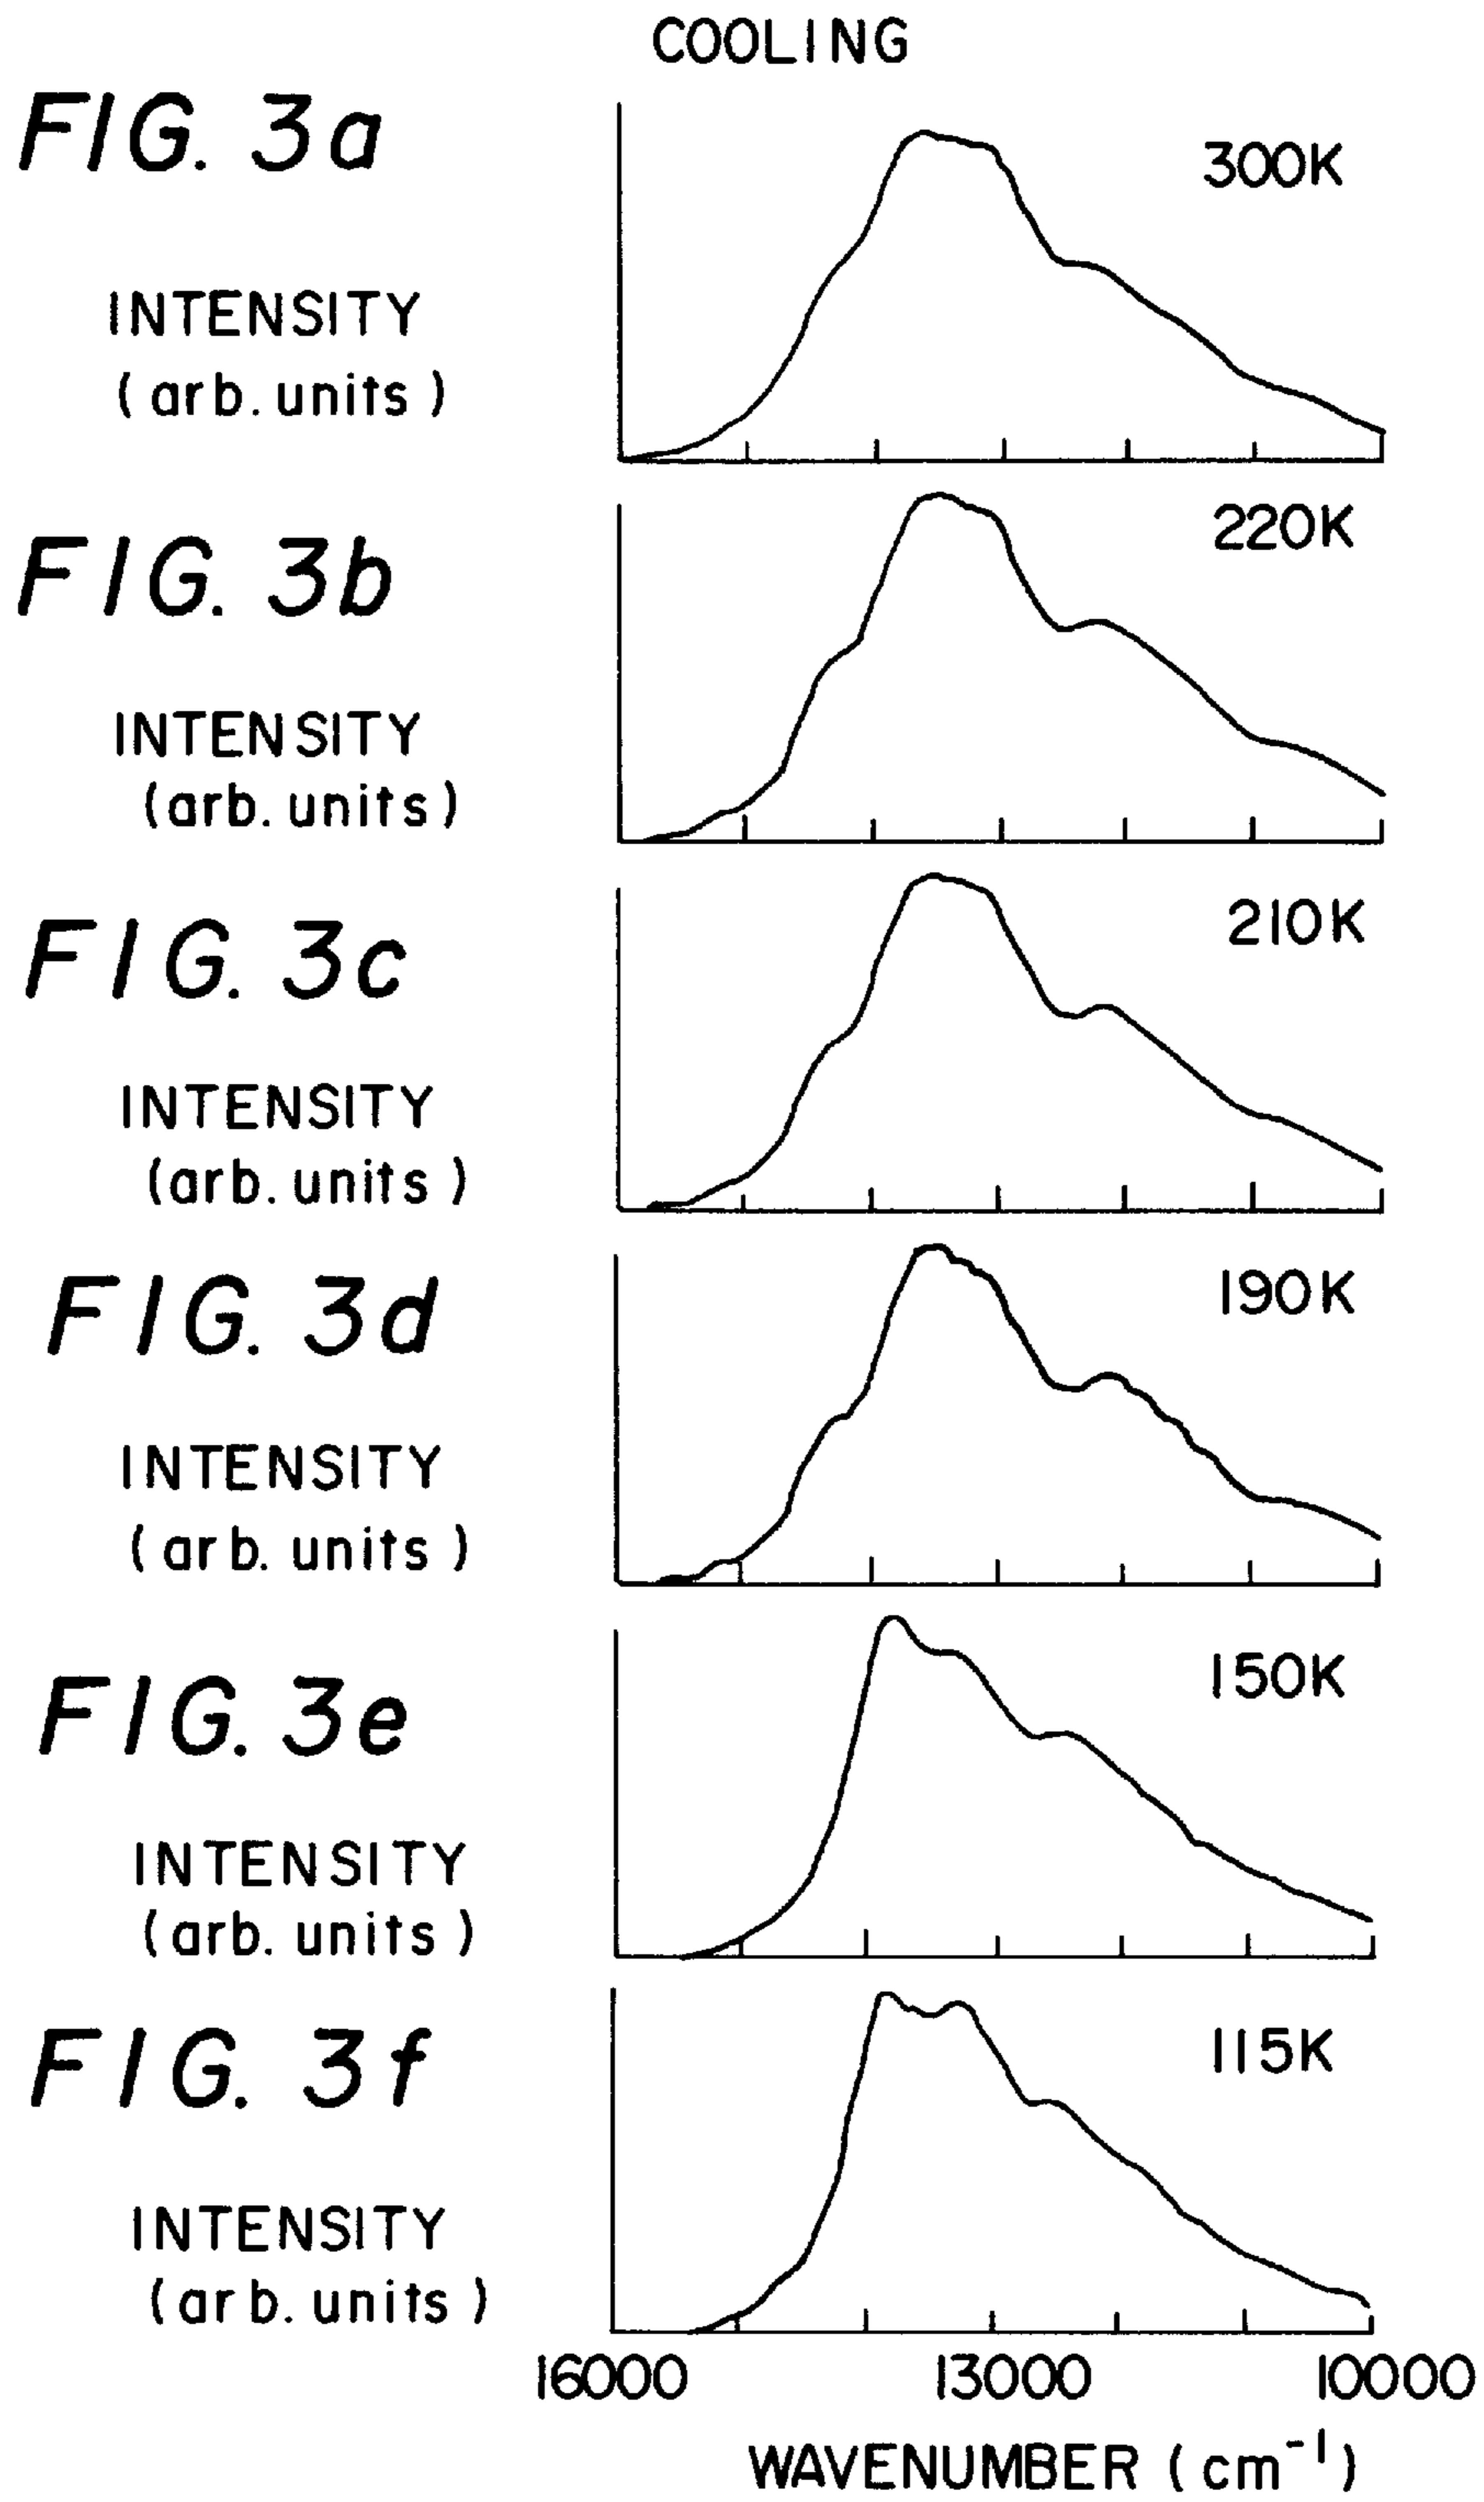 COOLING
FIG. 3a
300K
INTENSITY
(arb. units)
FIG. 3b
220K
INTENSITY
(arb. units)
FIG. 3c
210K
INTENSITY
(arb. units)
FIG. 3d
190K
INTENSITY
(arb. units)
FIG. 3e
150K
INTENSITY
(arb. units)
FIG. 3f
115K
INTENSITY
(arb. units)
16000 13000 10000
WAVENUMBER (cm⁻¹)